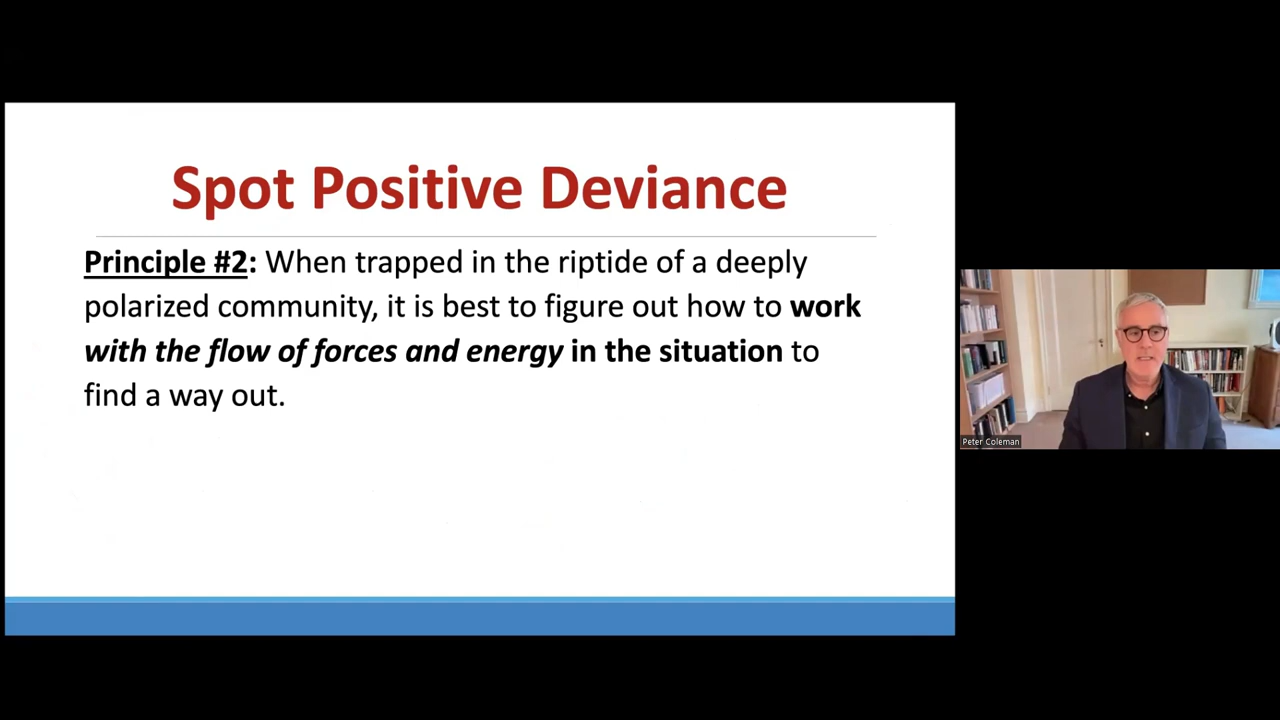 Spot Positive Deviance
Principle #2: When trapped in the riptide of a deeply
polarized community, it is best to figure out how to work
with the flow of forces and energy in the situation to
find a way out.
Peter Coleman